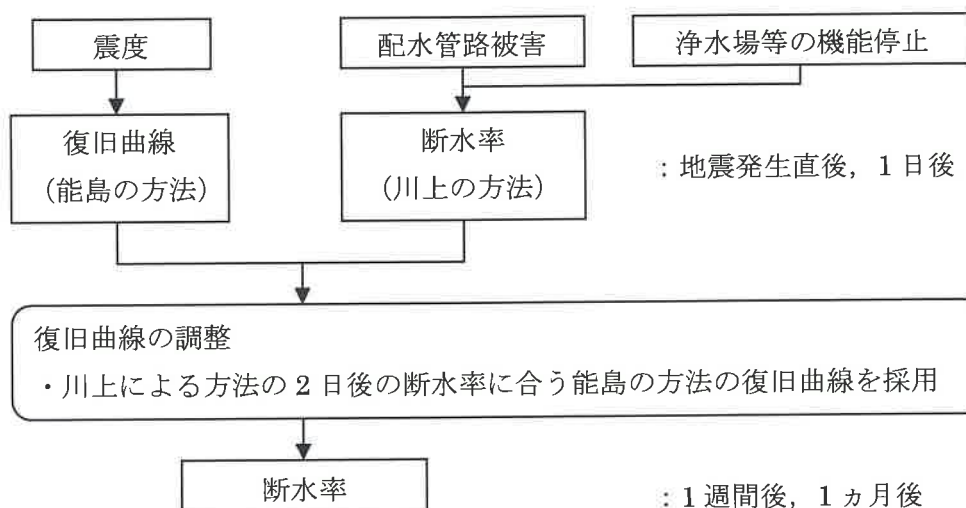 震度
配水管路被害
浄水場等の機能停止
復旧曲線
(能島の方法)
断水率
(川上の方法)
：地震発生直後，1日後
復旧曲線の調整
・川上による方法の2日後の断水率に合う能島の方法の復旧曲線を採用
断水率
：1週間後，1ヵ月後